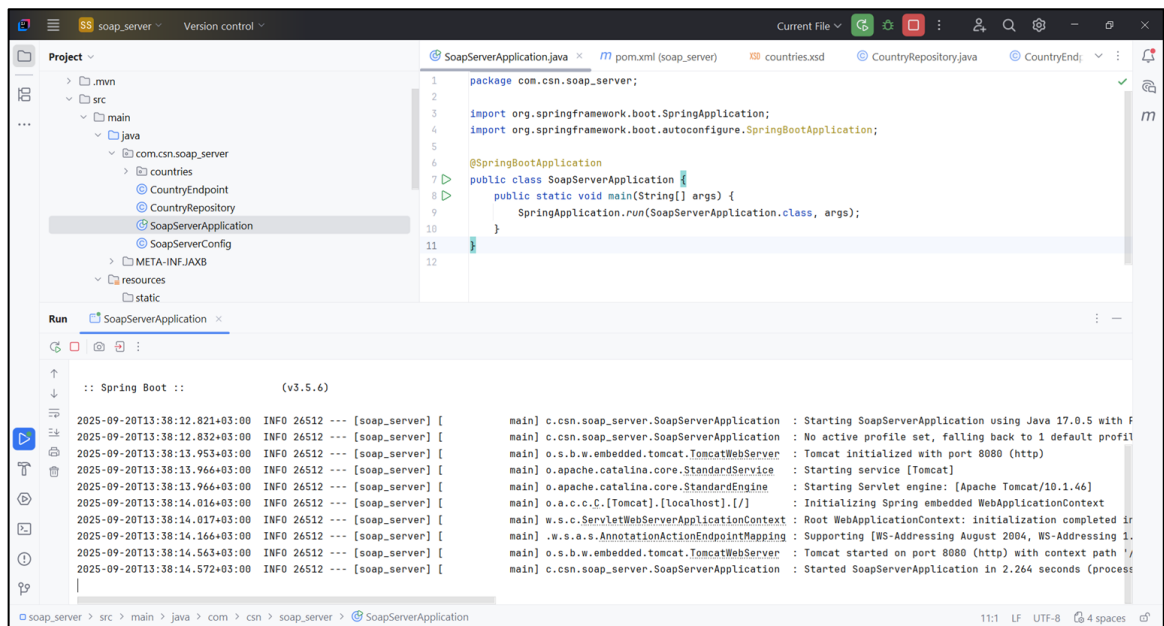 SS soap_server Version control Current File
Project
SoapServerApplication.java
m pom.xml (soap_server)
XSD countries.xsd
© CountryRepository.java
© CountryEndp
.mvn
src
main
java
com.csn.soap_server
countries
© CountryEndpoint
© CountryRepository
SoapServerApplication
© SoapServerConfig
META-INF.JAXB
resources
static
1 package com.csn.soap_server;
2
3 import org.springframework.boot.SpringApplication;
4 import org.springframework.boot.autoconfigure.SpringBootApplication;
5
6 @SpringBootApplication
7 public class SoapServerApplication {
8 public static void main(String[] args) {
9 SpringApplication.run(SoapServerApplication.class, args);
10 }
11 }
12
m
Run SoapServerApplication
:: Spring Boot :: (v3.5.6)
2025-09-20T13:38:12.821+03:00 INFO 26512 --- [soap_server] [ main] c.csn.soap_server.SoapServerApplication : Starting SoapServerApplication using Java 17.0.5 with P
2025-09-20T13:38:12.832+03:00 INFO 26512 --- [soap_server] [ main] c.csn.soap_server.SoapServerApplication : No active profile set, falling back to 1 default profil
2025-09-20T13:38:13.953+03:00 INFO 26512 --- [soap_server] [ main] o.s.b.w.embedded.tomcat.TomcatWebServer : Tomcat initialized with port 8080 (http)
2025-09-20T13:38:13.966+03:00 INFO 26512 --- [soap_server] [ main] o.apache.catalina.core.StandardService : Starting service [Tomcat]
2025-09-20T13:38:13.966+03:00 INFO 26512 --- [soap_server] [ main] o.apache.catalina.core.StandardEngine : Starting Servlet engine: [Apache Tomcat/10.1.46]
2025-09-20T13:38:14.016+03:00 INFO 26512 --- [soap_server] [ main] o.a.c.c.C.[Tomcat].[localhost].[/] : Initializing Spring embedded WebApplicationContext
2025-09-20T13:38:14.017+03:00 INFO 26512 --- [soap_server] [ main] w.s.c.ServletWebServerApplicationContext : Root WebApplicationContext: initialization completed in
2025-09-20T13:38:14.166+03:00 INFO 26512 --- [soap_server] [ main] .w.s.a.s.AnnotationActionEndpointMapping : Supporting [WS-Addressing August 2004, WS-Addressing 1.
2025-09-20T13:38:14.563+03:00 INFO 26512 --- [soap_server] [ main] o.s.b.w.embedded.tomcat.TomcatWebServer : Tomcat started on port 8080 (http) with context path '/
2025-09-20T13:38:14.572+03:00 INFO 26512 --- [soap_server] [ main] c.csn.soap_server.SoapServerApplication : Started SoapServerApplication in 2.264 seconds (process
soap_server > src > main > java > com > csn > soap_server > SoapServerApplication 11:1 LF UTF-8 4 spaces